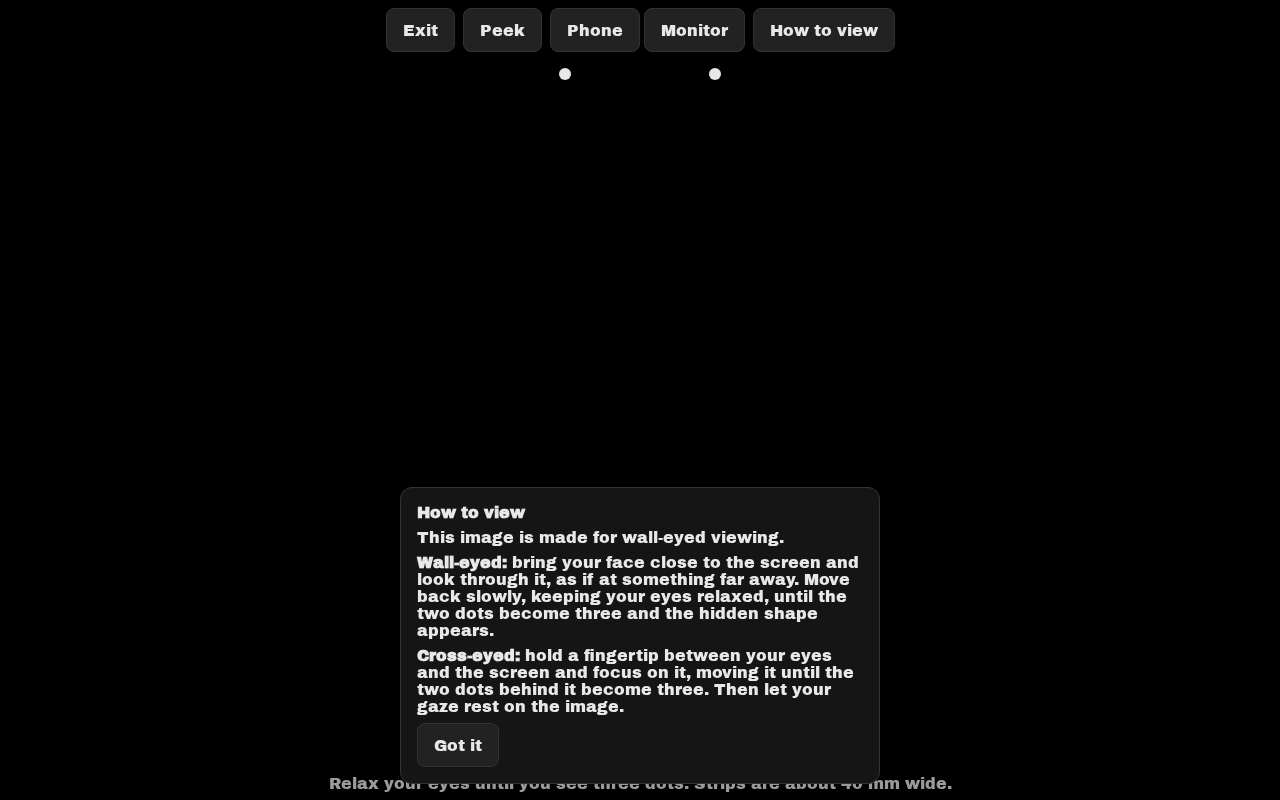 Exit Peek Phone Monitor How to view
How to view
This image is made for wall-eyed viewing.
Wall-eyed: bring your face close to the screen and
look through it, as if at something far away. Move
back slowly, keeping your eyes relaxed, until the
two dots become three and the hidden shape
appears.
Cross-eyed: hold a fingertip between your eyes
and the screen and focus on it, moving it until the
two dots behind it become three. Then let your
gaze rest on the image.
Got it
Relax your eyes until you see three dots. Strips are about 40 mm wide.